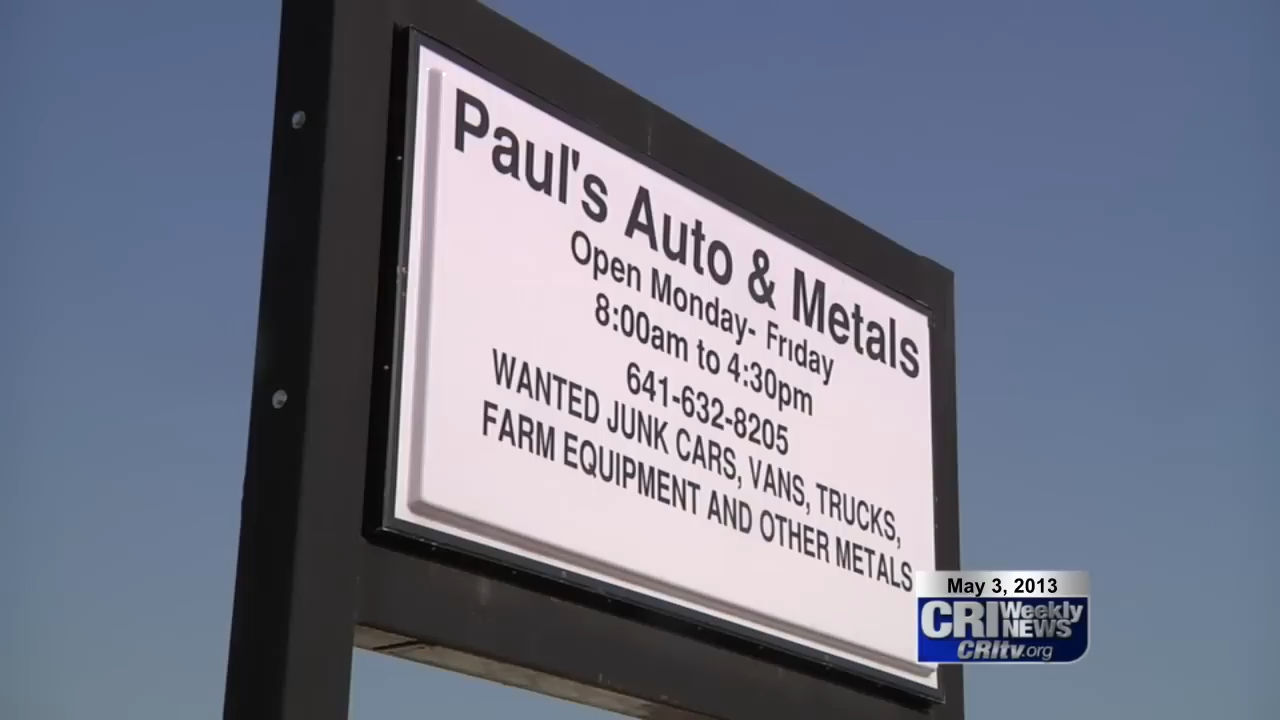 Paul's Auto & Metals
Open Monday- Friday
8:00am to 4:30pm
641-632-8205
WANTED JUNK CARS, VANS, TRUCKS,
FARM EQUIPMENT AND OTHER METALS
May 3, 2013
CRI Weekly NEWS
CRItv.org